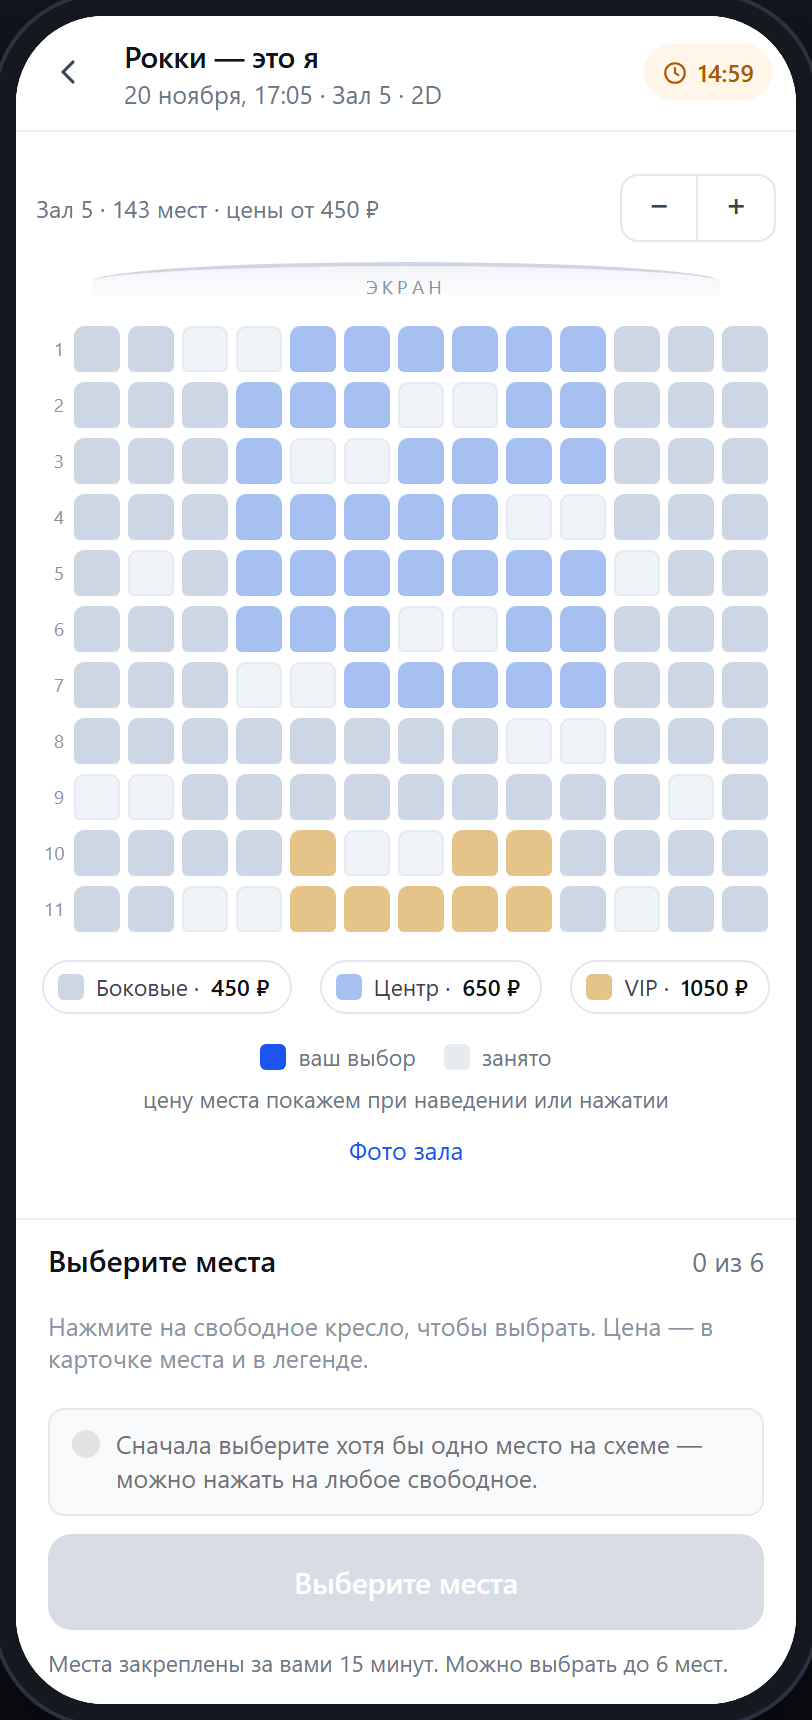 Рокки — это я
20 ноября, 17:05 · Зал 5 · 2D
14:59
Зал 5 · 143 мест · цены от 450 ₽
− +
ЭКРАН
1
2
3
4
5
6
7
8
9
10
11
Боковые · 450 ₽
Центр · 650 ₽
VIP · 1050 ₽
ваш выбор
занято
цену места покажем при наведении или нажатии
Фото зала
Выберите места
0 из 6
Нажмите на свободное кресло, чтобы выбрать. Цена — в
карточке места и в легенде.
Сначала выберите хотя бы одно место на схеме —
можно нажать на любое свободное.
Выберите места
Места закреплены за вами 15 минут. Можно выбрать до 6 мест.